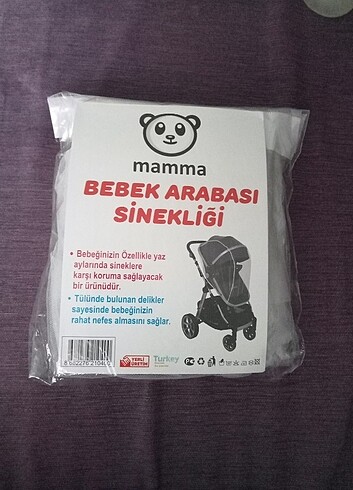 mamma
BEBEK ARABASI
SİNEKLİĞİ
• Bebeğinizin Özellikle yaz
aylarında sineklere
karşı koruma sağlayacak
bir üründür.
• Tülünde bulunan delikler
sayesinde bebeğinizin
rahat nefes almasını sağlar.
YERLİ
ÜRETİM
Turkey